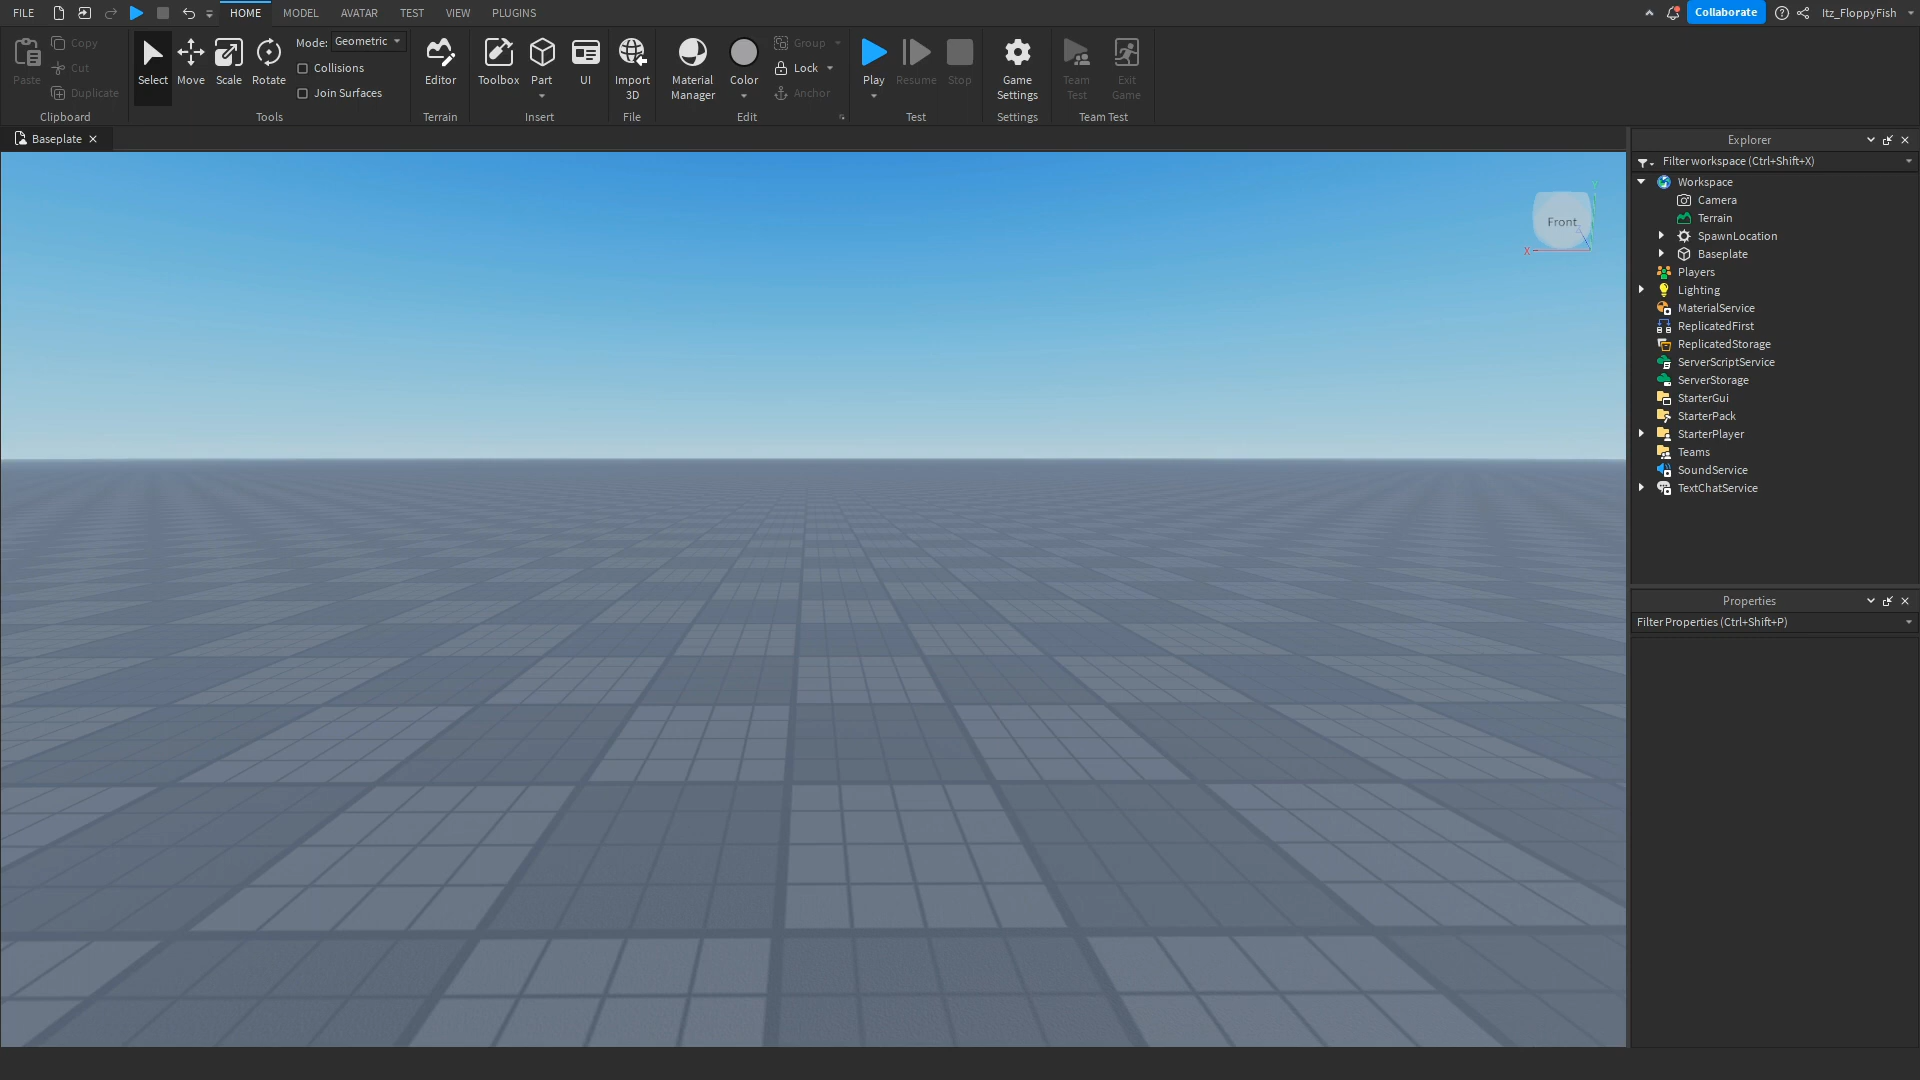 FILE
HOME
MODEL
AVATAR
TEST
VIEW
PLUGINS
Collaborate
Itz_FloppyFish
Paste
Copy
Cut
Duplicate
Clipboard
Select
Move
Scale
Rotate
Mode: Geometric
Collisions
Join Surfaces
Tools
Editor
Terrain
Toolbox
Part
UI
Insert
Import
3D
File
Material
Manager
Color
Group
Lock
Anchor
Edit
Play
Resume
Stop
Test
Game
Settings
Settings
Team
Test
Exit
Game
Team Test
Baseplate
Front
X
Y
Explorer
Filter workspace (Ctrl+Shift+X)
Workspace
Camera
Terrain
SpawnLocation
Baseplate
Players
Lighting
MaterialService
ReplicatedFirst
ReplicatedStorage
ServerScriptService
ServerStorage
StarterGui
StarterPack
StarterPlayer
Teams
SoundService
TextChatService
Properties
Filter Properties (Ctrl+Shift+P)